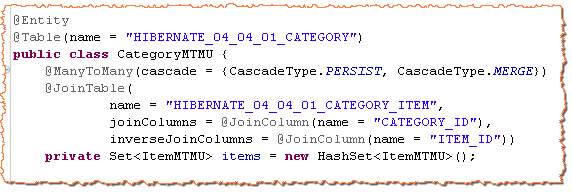 @Entity
@Table(name = "HIBERNATE_04_04_01_CATEGORY")
public class CategoryMTMU {
@ManyToMany(cascade = {CascadeType.PERSIST, CascadeType.MERGE})
@JoinTable(
name = "HIBERNATE_04_04_01_CATEGORY_ITEM",
joinColumns = @JoinColumn(name = "CATEGORY_ID"),
inverseJoinColumns = @JoinColumn(name = "ITEM_ID"))
private Set<ItemMTMU> items = new HashSet<ItemMTMU>();